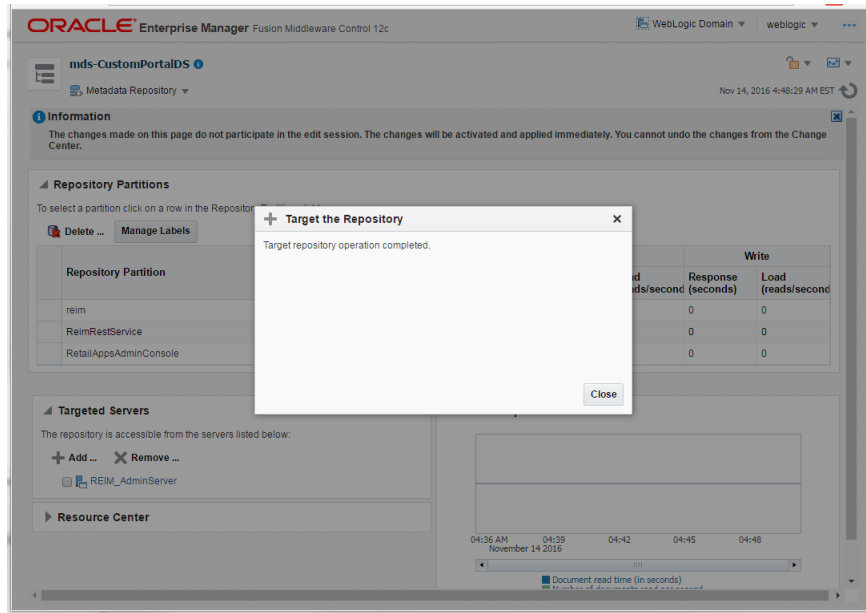 ORACLE Enterprise Manager Fusion Middleware Control 12c
WebLogic Domain
weblogic
mds-CustomPortalDS
Metadata Repository
Nov 14, 2016 4:48:29 AM EST
Information
The changes made on this page do not participate in the edit session. The changes will be activated and applied immediately. You cannot undo the changes from the Change
Center.
Repository Partitions
To select a partition click on a row in the Repository
Delete ...
Manage Labels
Target the Repository
Target repository operation completed.
Close
Repository Partition
Write
Response
(seconds)
Load
(reads/second
reim
0
0
ReimRestService
0
0
RetailAppsAdminConsole
0
0
Targeted Servers
The repository is accessible from the servers listed below:
Add ...
Remove ...
REIM_AdminServer
Resource Center
04:36 AM
04:39
04:42
04:45
04:48
November 14 2016
Document read time (in seconds)